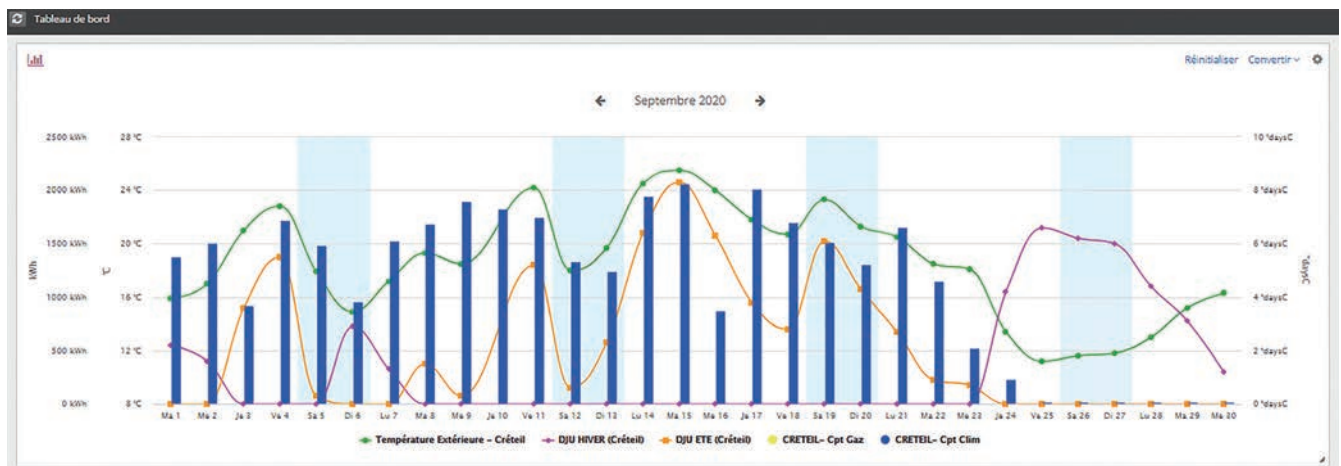 Tableau de bord
Réinitialiser Convertir
Septembre 2020
2500 kWh 28 °C 10 °daysC
2000 kWh 24 °C 8 °daysC
1500 kWh 20 °C 6 °daysC
kWh °C °daysC
1000 kWh 16 °C 4 °daysC
500 kWh 12 °C 2 °daysC
0 kWh 8 °C 0 °daysC
Ma 1 Me 2 Je 3 Ve 4 Sa 5 Di 6 Lu 7 Ma 8 Me 9 Je 10 Ve 11 Sa 12 Di 13 Lu 14 Ma 15 Me 16 Je 17 Ve 18 Sa 19 Di 20 Lu 21 Ma 22 Me 23 Je 24 Ve 25 Sa 26 Di 27 Lu 28 Ma 29 Me 30
Température Extérieure – Créteil DJU HIVER (Créteil) DJU ETE (Créteil) CRETEIL– Cpt Gaz CRETEIL– Cpt Clim